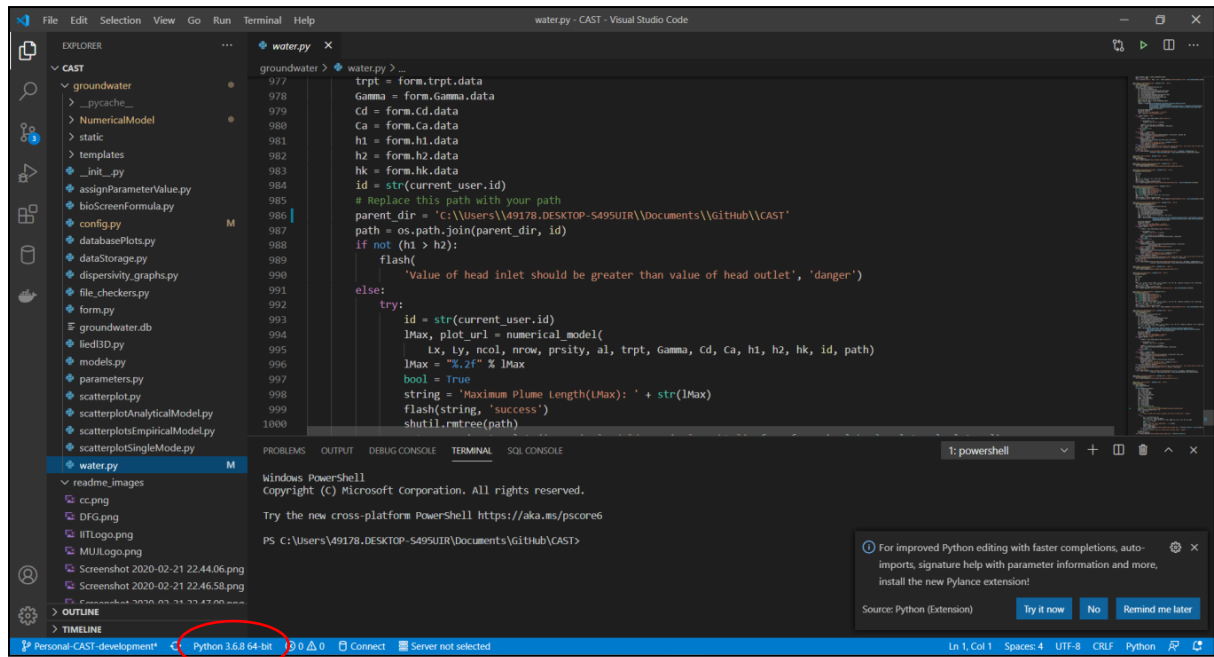 File Edit Selection View Go Run Terminal Help water.py - CAST - Visual Studio Code
EXPLORER
CAST
groundwater
__pycache__
NumericalModel
static
templates
__init__.py
assignParameterValue.py
bioScreenFormula.py
config.py M
databasePlots.py
dataStorage.py
dispersivity_graphs.py
file_checkers.py
form.py
groundwater.db
liedl3D.py
models.py
parameters.py
scatterplot.py
scatterplotAnalyticalModel.py
scatterplotsEmpiricalModel.py
scatterplotSingleMode.py
water.py M
readme_images
cc.png
DFG.png
IITLogo.png
MUJLogo.png
Screenshot 2020-02-21 22.44.06.png
Screenshot 2020-02-21 22.46.58.png
OUTLINE
TIMELINE
3
water.py
groundwater > water.py > ...
977 trpt = form.trpt.data
978 Gamma = form.Gamma.data
979 Cd = form.Cd.data
980 Ca = form.Ca.data
981 h1 = form.h1.data
982 h2 = form.h2.data
983 hk = form.hk.data
984 id = str(current_user.id)
985 # Replace this path with your path
986 parent_dir = 'C:\\Users\\49178.DESKTOP-S495UIR\\Documents\\GitHub\\CAST'
987 path = os.path.join(parent_dir, id)
988 if not (h1 > h2):
989 flash(
990 'Value of head inlet should be greater than value of head outlet', 'danger')
991 else:
992 try:
993 id = str(current_user.id)
994 lMax, plot_url = numerical_model(
995 Lx, Ly, ncol, nrow, prsity, al, trpt, Gamma, Cd, Ca, h1, h2, hk, id, path)
996 lMax = "%.2f" % lMax
997 bool = True
998 string = 'Maximum Plume Length(LMax): ' + str(lMax)
999 flash(string, 'success')
1000 shutil.rmtree(path)
PROBLEMS OUTPUT DEBUG CONSOLE TERMINAL SQL CONSOLE 1: powershell
Windows PowerShell
Copyright (C) Microsoft Corporation. All rights reserved.
Try the new cross-platform PowerShell https://aka.ms/pscore6
PS C:\Users\49178.DESKTOP-S495UIR\Documents\GitHub\CAST>
For improved Python editing with faster completions, auto-
imports, signature help with parameter information and more,
install the new Pylance extension!
Source: Python (Extension) Try it now No Remind me later
Personal-CAST-development* Python 3.6.8 64-bit 0 0 Connect Server not selected Ln 1, Col 1 Spaces: 4 UTF-8 CRLF Python